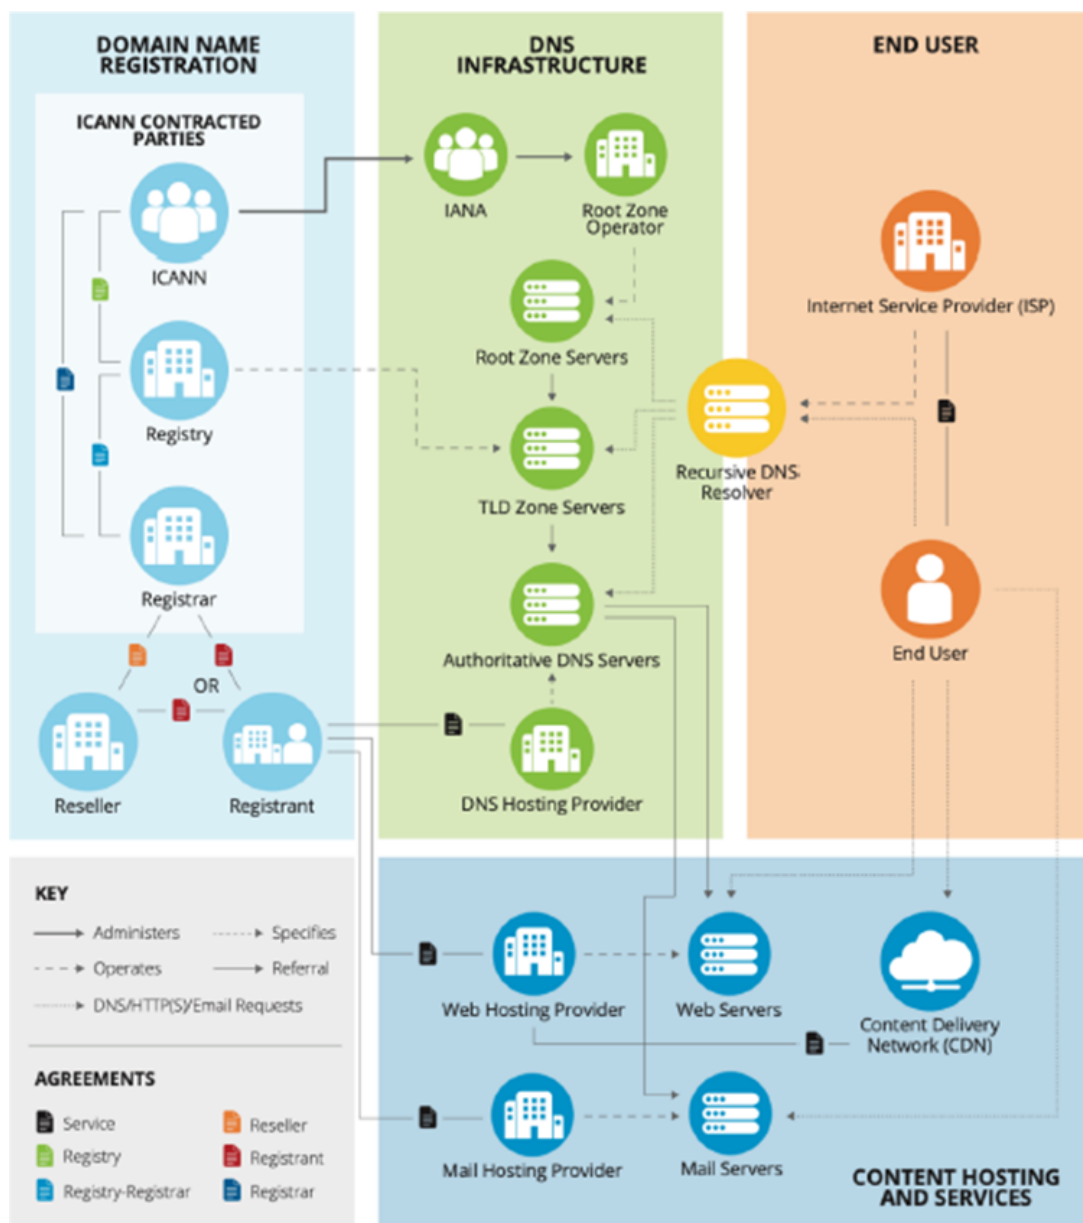 DOMAIN NAME
REGISTRATION
ICANN CONTRACTED
PARTIES
ICANN
Registry
Registrar
OR
Reseller
Registrant
DNS
INFRASTRUCTURE
IANA
Root Zone
Operator
Root Zone Servers
TLD Zone Servers
Authoritative DNS Servers
DNS Hosting Provider
Recursive DNS
Resolver
END USER
Internet Service Provider (ISP)
End User
KEY
Administers
Specifies
Operates
Referral
DNS/HTTP(S)/Email Requests
AGREEMENTS
Service
Reseller
Registry
Registrant
Registry-Registrar
Registrar
Web Hosting Provider
Web Servers
Content Delivery
Network (CDN)
Mail Hosting Provider
Mail Servers
CONTENT HOSTING
AND SERVICES